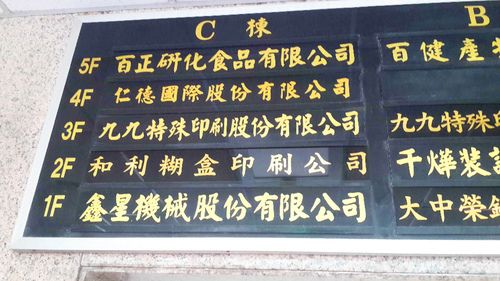 C 棟
5F 百正研化食品有限公司
4F 仁德國際股份有限公司
3F 九九特殊印刷股份有限公司
2F 和利糊盒印刷公司
1F 鑫星機械股份有限公司
B
百健產
九九特殊印
千燁裝
大中榮